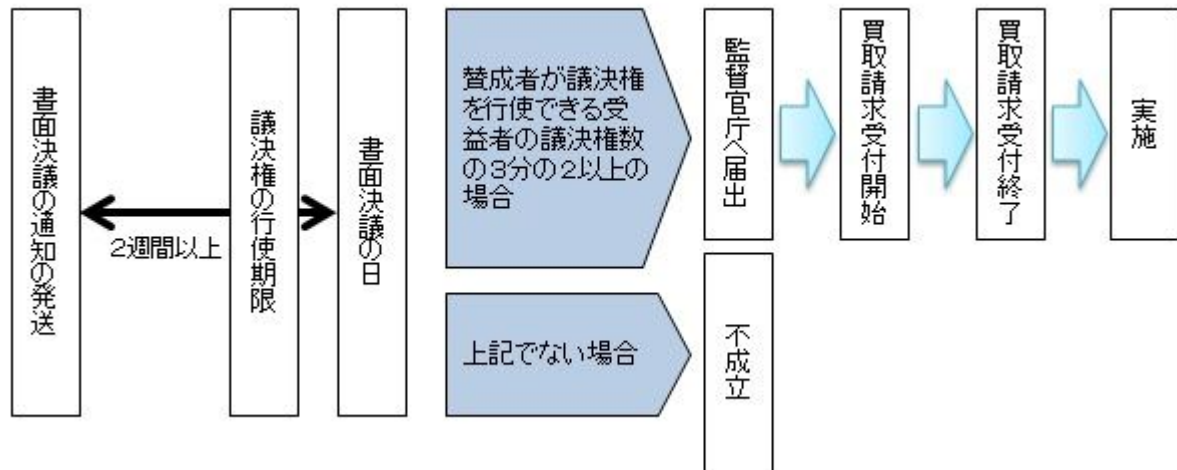 書面決議の通知の発送
2週間以上
議決権の行使期限
書面決議の日
賛成者が議決権
を行使できる受
益者の議決権数
の3分の2以上の
場合
上記でない場合
監督官庁へ届出
不成立
買取請求受付開始
買取請求受付終了
実施